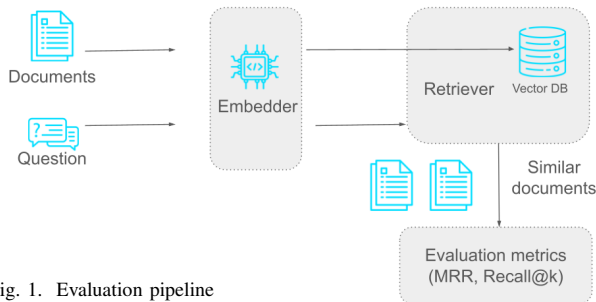 Documents
Question
</>
Embedder
Retriever
Vector DB
?
Similar
documents
Evaluation metrics
(MRR, Recall@k)
ig. 1. Evaluation pipeline